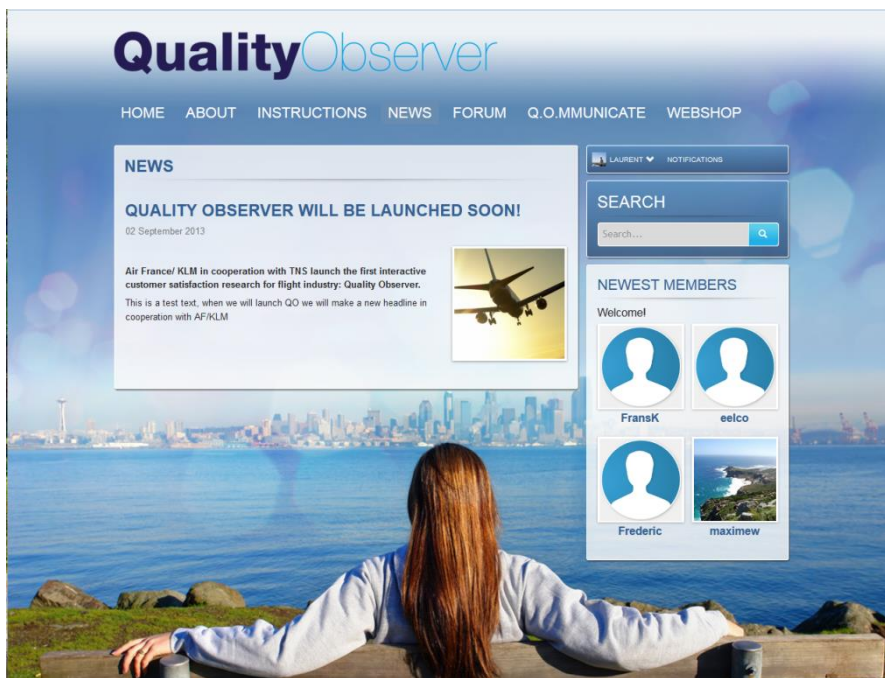 QualityObserver
HOME ABOUT INSTRUCTIONS NEWS FORUM Q.O.MMUNICATE WEBSHOP
NEWS
QUALITY OBSERVER WILL BE LAUNCHED SOON!
02 September 2013
Air France/ KLM in cooperation with TNS launch the first interactive
customer satisfaction research for flight industry: Quality Observer.
This is a test text, when we will launch QO we will make a new headline in
cooperation with AF/KLM
LAURENT NOTIFICATIONS
SEARCH
Search...
NEWEST MEMBERS
Welcome!
FransK eelco
Frederic maximew